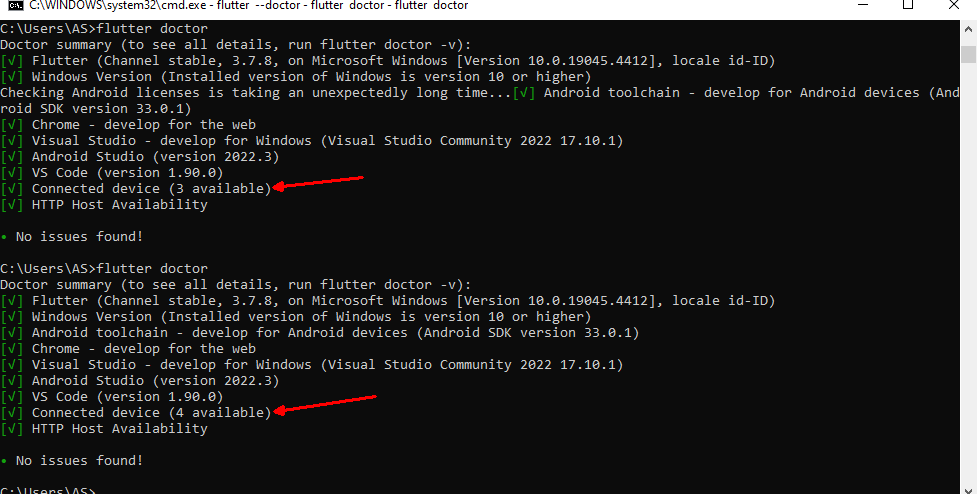 C:\WINDOWS\system32\cmd.exe - flutter --doctor - flutter doctor - flutter doctor
C:\Users\AS>flutter doctor
Doctor summary (to see all details, run flutter doctor -v):
[√] Flutter (Channel stable, 3.7.8, on Microsoft Windows [Version 10.0.19045.4412], locale id-ID)
[√] Windows Version (Installed version of Windows is version 10 or higher)
Checking Android licenses is taking an unexpectedly long time...[√] Android toolchain - develop for Android devices (And
roid SDK version 33.0.1)
[√] Chrome - develop for the web
[√] Visual Studio - develop for Windows (Visual Studio Community 2022 17.10.1)
[√] Android Studio (version 2022.3)
[√] VS Code (version 1.90.0)
[√] Connected device (3 available)
[√] HTTP Host Availability
• No issues found!
C:\Users\AS>flutter doctor
Doctor summary (to see all details, run flutter doctor -v):
[√] Flutter (Channel stable, 3.7.8, on Microsoft Windows [Version 10.0.19045.4412], locale id-ID)
[√] Windows Version (Installed version of Windows is version 10 or higher)
[√] Android toolchain - develop for Android devices (Android SDK version 33.0.1)
[√] Chrome - develop for the web
[√] Visual Studio - develop for Windows (Visual Studio Community 2022 17.10.1)
[√] Android Studio (version 2022.3)
[√] VS Code (version 1.90.0)
[√] Connected device (4 available)
[√] HTTP Host Availability
• No issues found!
C:\Users\AS>